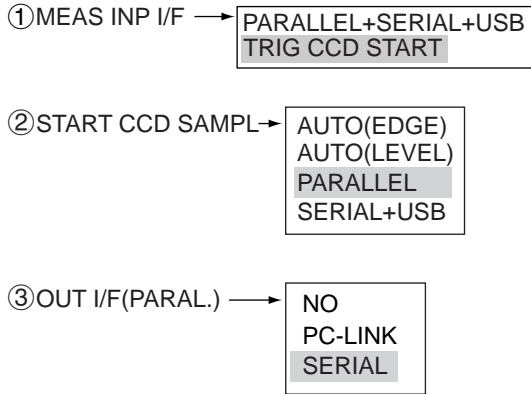 ①MEAS INP I/F
PARALLEL+SERIAL+USB
TRIG CCD START
②START CCD SAMPL
AUTO(EDGE)
AUTO(LEVEL)
PARALLEL
SERIAL+USB
③OUT I/F(PARAL.)
NO
PC-LINK
SERIAL